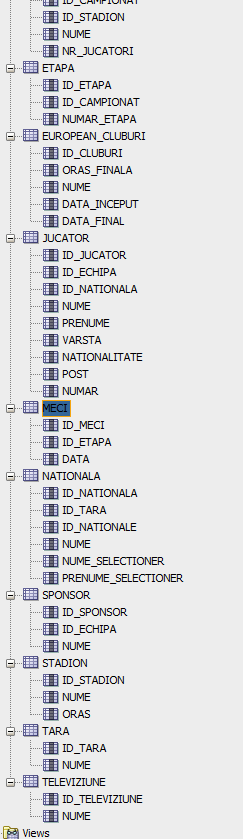 ID_CAMPIONAT
ID_STADION
NUME
NR_JUCATORI
ETAPA
ID_ETAPA
ID_CAMPIONAT
NUMAR_ETAPA
EUROPEAN_CLUBURI
ID_CLUBURI
ORAS_FINALA
NUME
DATA_INCEPUT
DATA_FINAL
JUCATOR
ID_JUCATOR
ID_ECHIPA
ID_NATIONALA
NUME
PRENUME
VARSTA
NATIONALITATE
POST
NUMAR
MECI
ID_MECI
ID_ETAPA
DATA
NATIONALA
ID_NATIONALA
ID_TARA
ID_NATIONALE
NUME
NUME_SELECTIONER
PRENUME_SELECTIONER
SPONSOR
ID_SPONSOR
ID_ECHIPA
NUME
STADION
ID_STADION
NUME
ORAS
TARA
ID_TARA
NUME
TELEVIZIUNE
ID_TELEVIZIUNE
NUME
Views